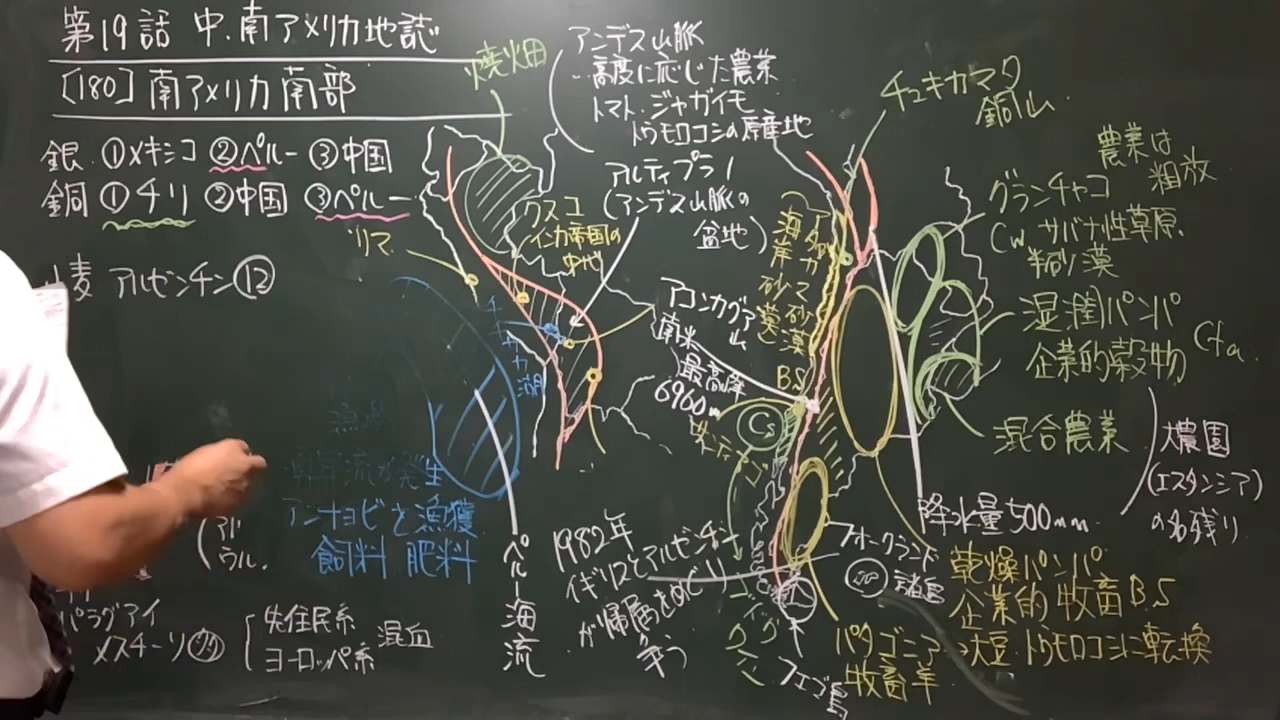 第19話 中.南アメリカ地誌
[180] 南アメリカ南部
銀 ①メキシコ ②ペルー ③中国
銅 ①チリ ②中国 ③ペルー
麦 アルゼンチン⑫
焼畑
アンデス山脈
高度に応じた農業
トマト.ジャガイモ
トウモロコシの原産地
アルティプラノ
(アンデス山脈の
盆地)
リマ
クスコ
インカ帝国の
中心
チチカカ湖
漁場
異常流が発生
アンチョビを漁獲
飼料 肥料
ペルー海流
パラグアイ
メスチーソ
先住民系
ヨーロッパ系
混血
チュキカマタ
銅山
農業は
粗放
グランチャコ
Cw サバナ性草原.
半砂漠
湿潤パンパ
企業的穀物
Cfa
混合農業
大農園
(エスタンシア)
の名残り
降水量500mm
乾燥パンパ
企業的牧畜BS
大豆.トウモロコシに転換
海岸砂漠
アタカマ砂漠
BS
アコンカグア
山
南米
最高峰
6960m
Cs
フォークランド
諸島
1982年
イギリスとアルゼンチン
が帰属をめぐり
争う
パタゴニア
牧畜羊
フエゴ島